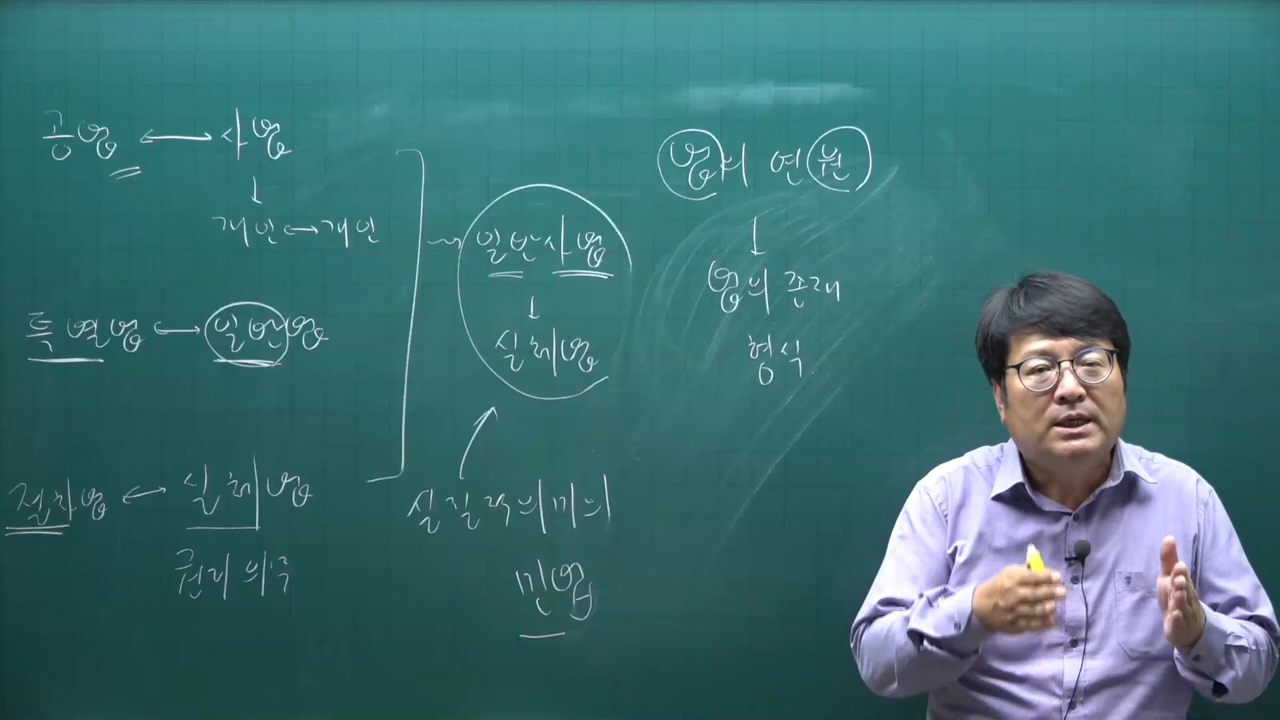 공법 ↔ 사법
↓
개인 ↔ 개인
특별법 ↔ 일반법
절차법 ↔ 실체법
권리 의무
일반사법
↓
실체법
실질적 의미의
민법
법의 연원
↓
법의 존재
형식